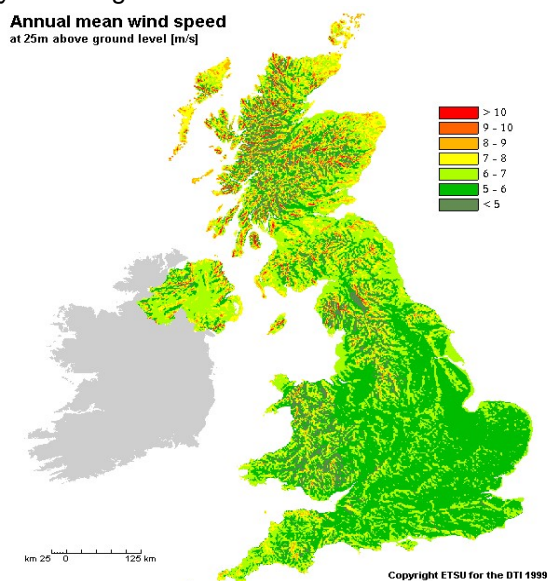 Annual mean wind speed
at 25m above ground level [m/s]
> 10
9 - 10
8 - 9
7 - 8
6 - 7
5 - 6
< 5
km 25 0 125 km
Copyright ETSU for the DTI 1999